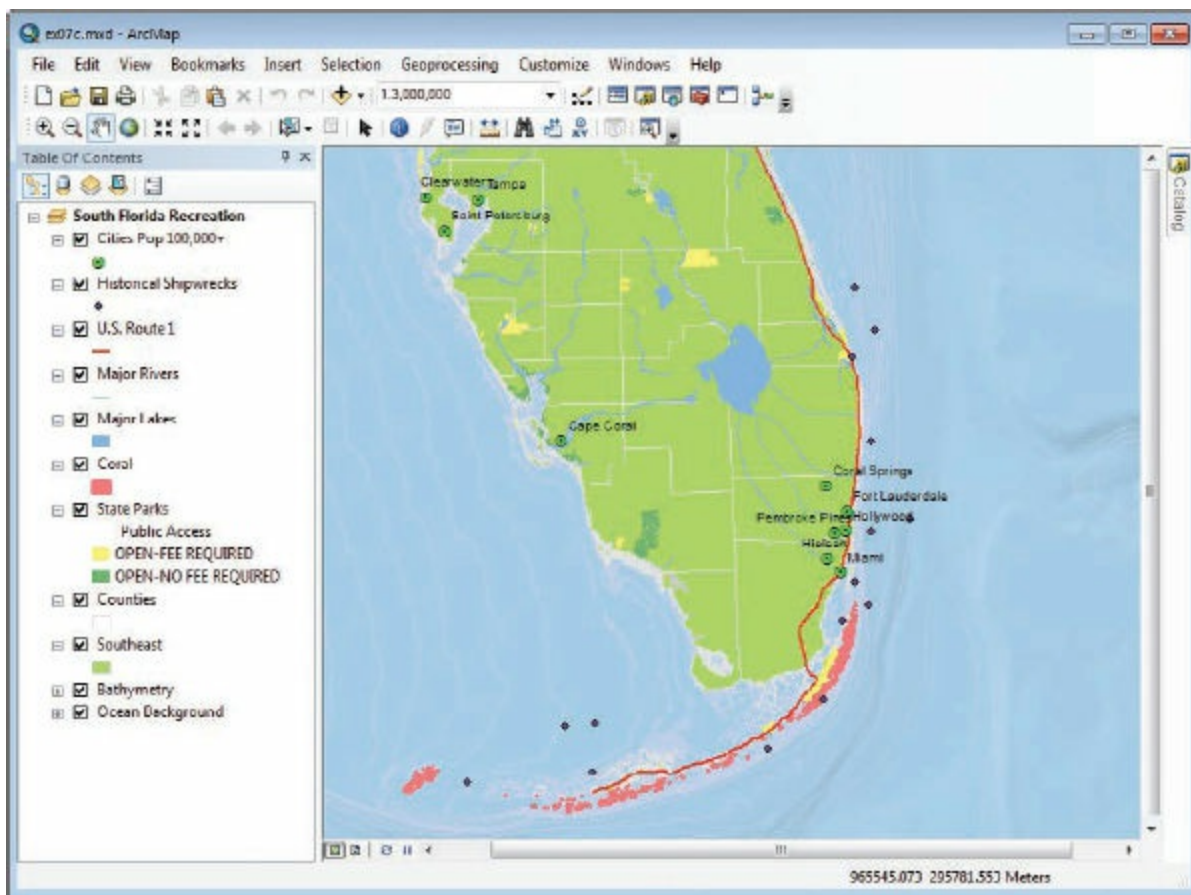 ex07c.mxd - ArcMap
File Edit View Bookmarks Insert Selection Geoprocessing Customize Windows Help
1:3,000,000
Table Of Contents
South Florida Recreation
Cities Pop 100,000+
Historical Shipwrecks
U.S. Route 1
Major Rivers
Major Lakes
Coral
State Parks
Public Access
OPEN-FEE REQUIRED
OPEN-NO FEE REQUIRED
Counties
Southeast
Bathymetry
Ocean Background
Clearwater Tampa
Saint Petersburg
Cape Coral
Coral Springs
Fort Lauderdale
Pembroke Pines Hollywood
Hialeah
Miami
Catalog
965545.073 295781.553 Meters